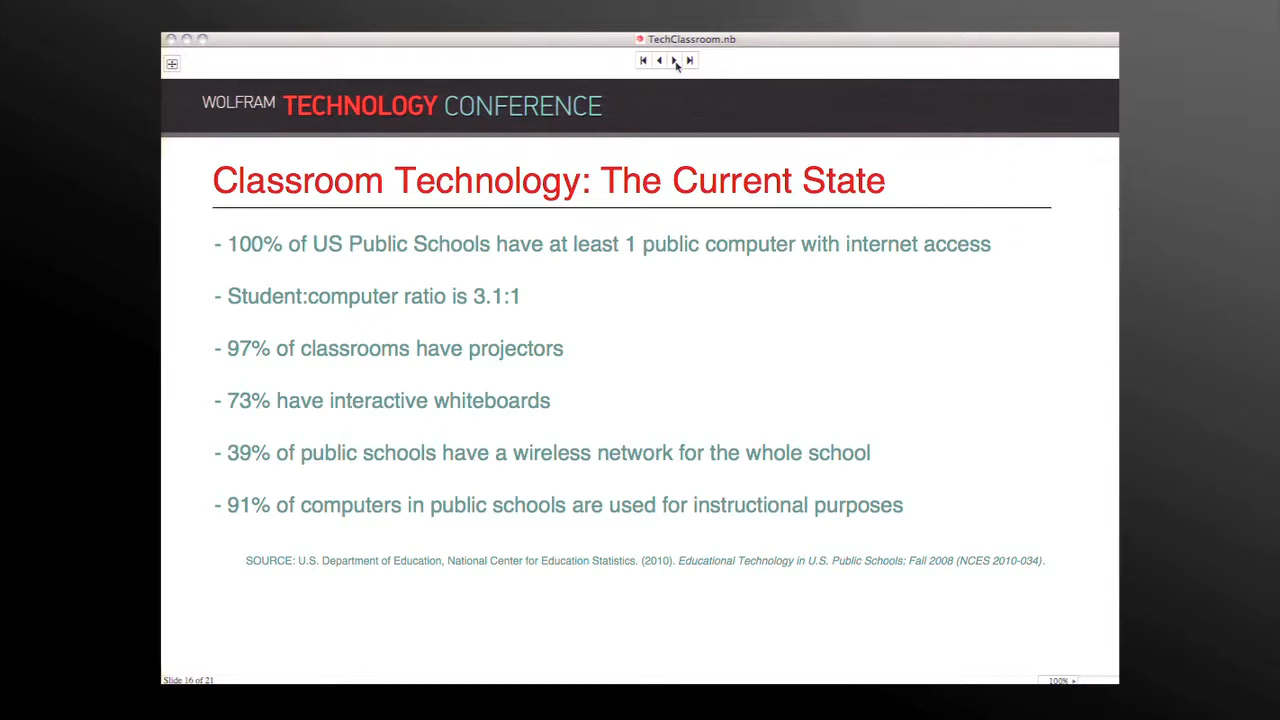 TechClassroom.nb
WOLFRAM TECHNOLOGY CONFERENCE
Classroom Technology: The Current State
- 100% of US Public Schools have at least 1 public computer with internet access
- Student:computer ratio is 3.1:1
- 97% of classrooms have projectors
- 73% have interactive whiteboards
- 39% of public schools have a wireless network for the whole school
- 91% of computers in public schools are used for instructional purposes
SOURCE: U.S. Department of Education, National Center for Education Statistics. (2010). Educational Technology in U.S. Public Schools: Fall 2008 (NCES 2010-034).
Slide 16 of 21
100%